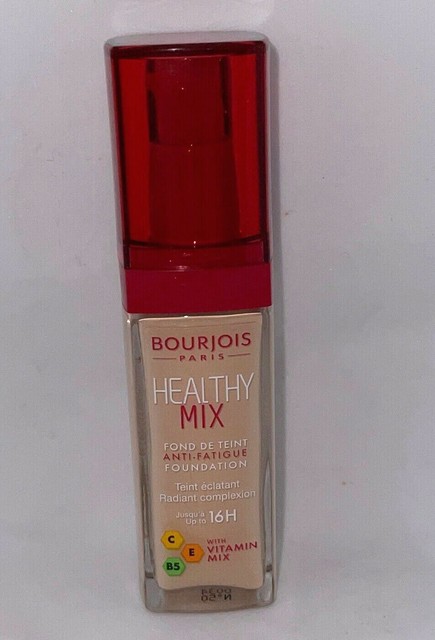 BOURJOIS
PARIS
HEALTHY
MIX
FOND DE TEINT
ANTI-FATIGUE
FOUNDATION
Teint éclatant
Radiant complexion
Jusqu'à
Up to 16H
C
E
B5
WITH
VITAMIN
MIX